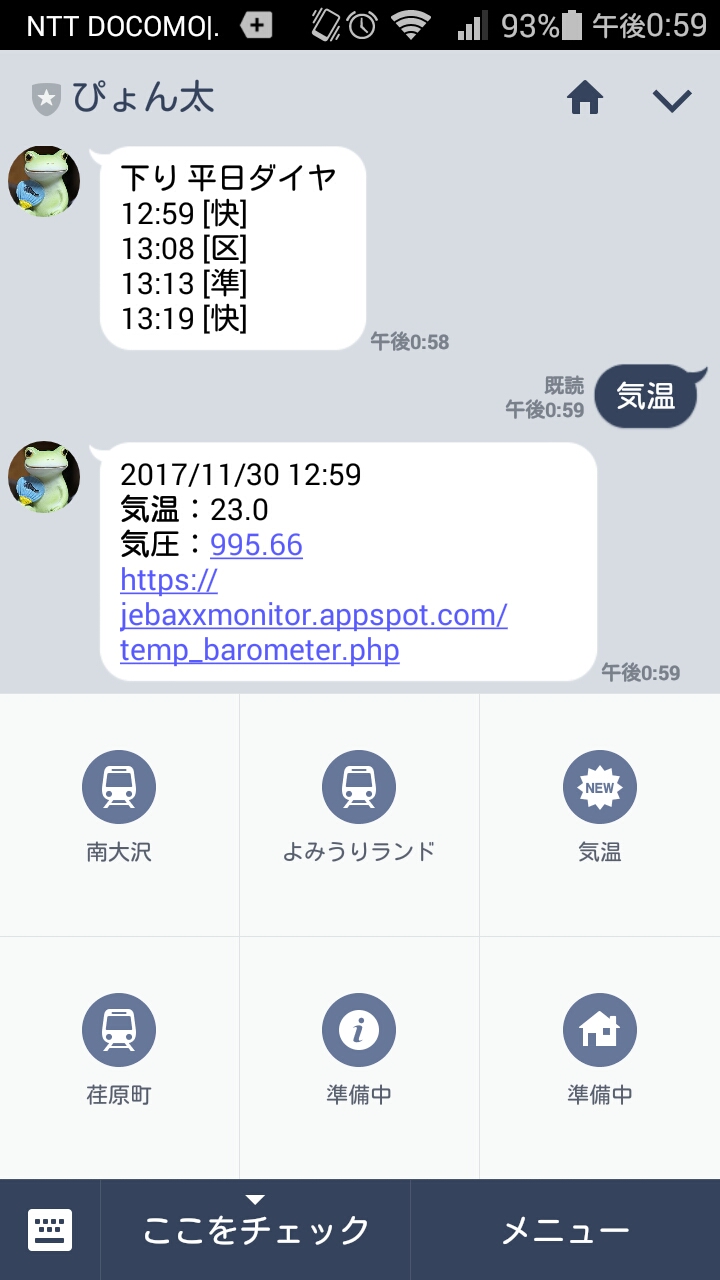 NTT DOCOMO|. 93% 午後0:59
ぴょん太
下り 平日ダイヤ
12:59 [快]
13:08 [区]
13:13 [準]
13:19 [快]
午後0:58
既読
午後0:59
気温
2017/11/30 12:59
気温：23.0
気圧：995.66
https://
jebaxxmonitor.appspot.com/
temp_barometer.php
午後0:59
南大沢
よみうりランド
NEW
気温
荏原町
準備中
準備中
ここをチェック
メニュー